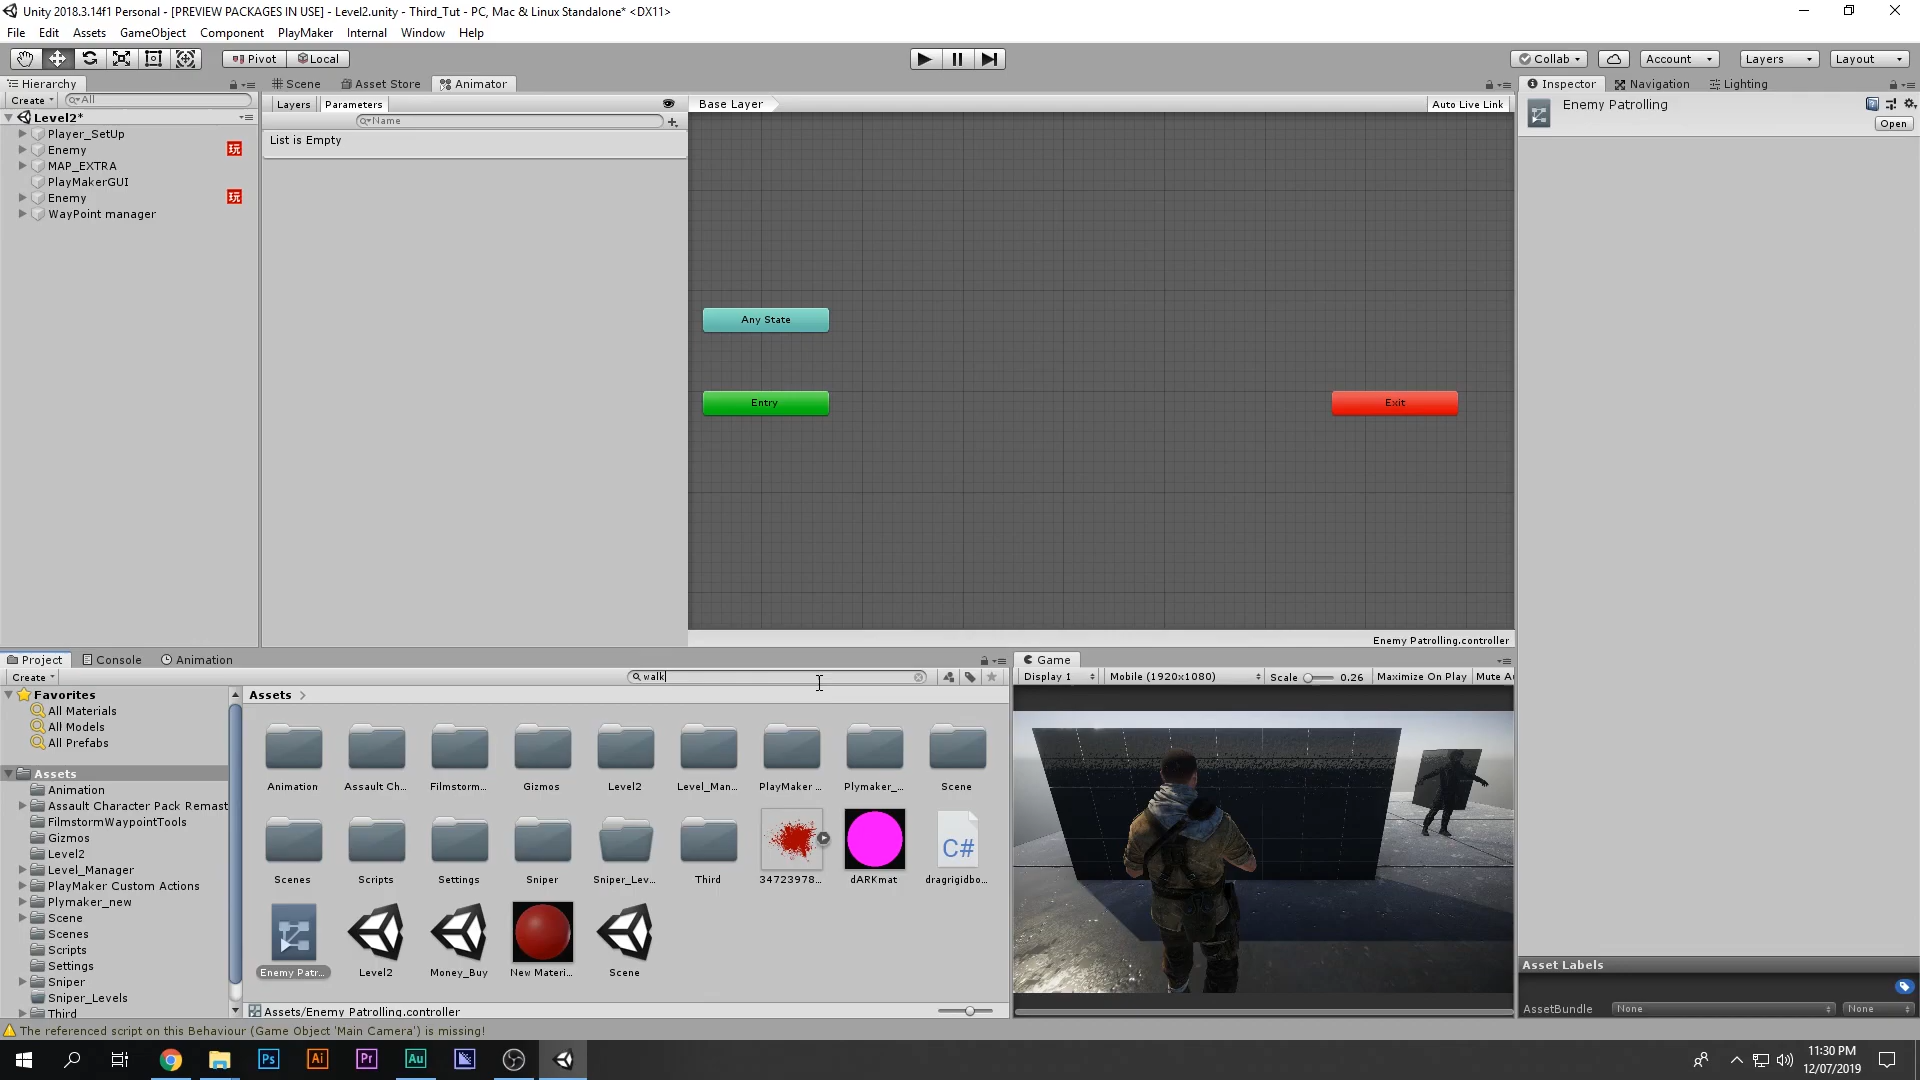 Unity 2018.3.14f1 Personal - [PREVIEW PACKAGES IN USE] - Level2.unity - Third_Tut - PC, Mac & Linux Standalone* <DX11>
File Edit Assets GameObject Component PlayMaker Internal Window Help
Pivot Local Collab Account Layers Layout
Hierarchy Scene Asset Store Animator Inspector Navigation Lighting
Create All Layers Parameters Base Layer Auto Live Link Enemy Patrolling
Name Open
Level2*
List is Empty
Player_SetUp
Enemy 玩
MAP_EXTRA
PlayMakerGUI
Enemy 玩
WayPoint manager
Any State
Entry
Exit
Enemy Patrolling.controller
Project Console Animation Game
Create walk Display 1 Mobile (1920x1080) Scale 0.26 Maximize On Play Mute A
Favorites
All Materials
All Models
All Prefabs
Assets
Animation
Assault Character Pack Remast
FilmstormWaypointTools
Gizmos
Level2
Level_Manager
PlayMaker Custom Actions
Plymaker_new
Scene
Scenes
Scripts
Settings
Sniper
Sniper_Levels
Third
Assets
Animation Assault Ch... Filmstorm... Gizmos Level2 Level_Man... PlayMaker ... Plymaker_... Scene
C#
Scenes Scripts Settings Sniper Sniper_Lev... Third 34723978... dARKmat dragrigidbo...
Enemy Patr... Level2 Money_Buy New Materi... Scene
Assets/Enemy Patrolling.controller
Asset Labels
AssetBundle None None
The referenced script on this Behaviour (Game Object 'Main Camera') is missing!
Ps Ai Pr Au
11:30 PM
12/07/2019